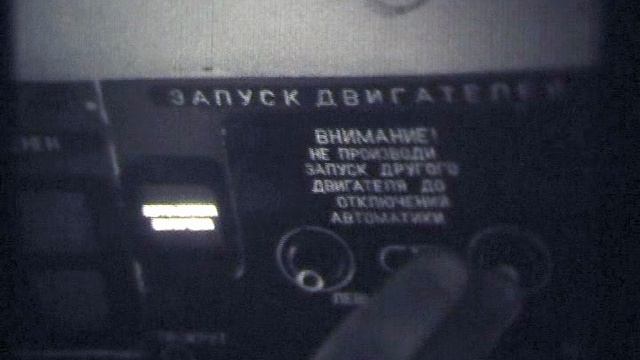 ЗАПУСК ДВИГАТЕЛЕЙ
ВНИМАНИЕ!
НЕ ПРОИЗВОДИ
ЗАПУСК ДРУГОГО
ДВИГАТЕЛЯ ДО
ОТКЛЮЧЕНИЯ
АВТОМАТИКИ